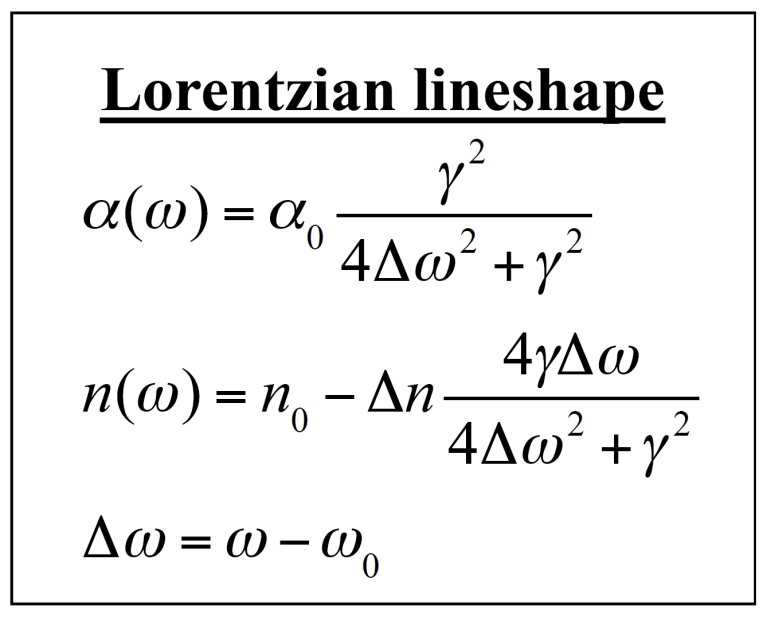 Lorentzian lineshape
α(ω) = α₀ γ² / (4Δω² + γ²)
n(ω) = n₀ − Δn 4γΔω / (4Δω² + γ²)
Δω = ω − ω₀